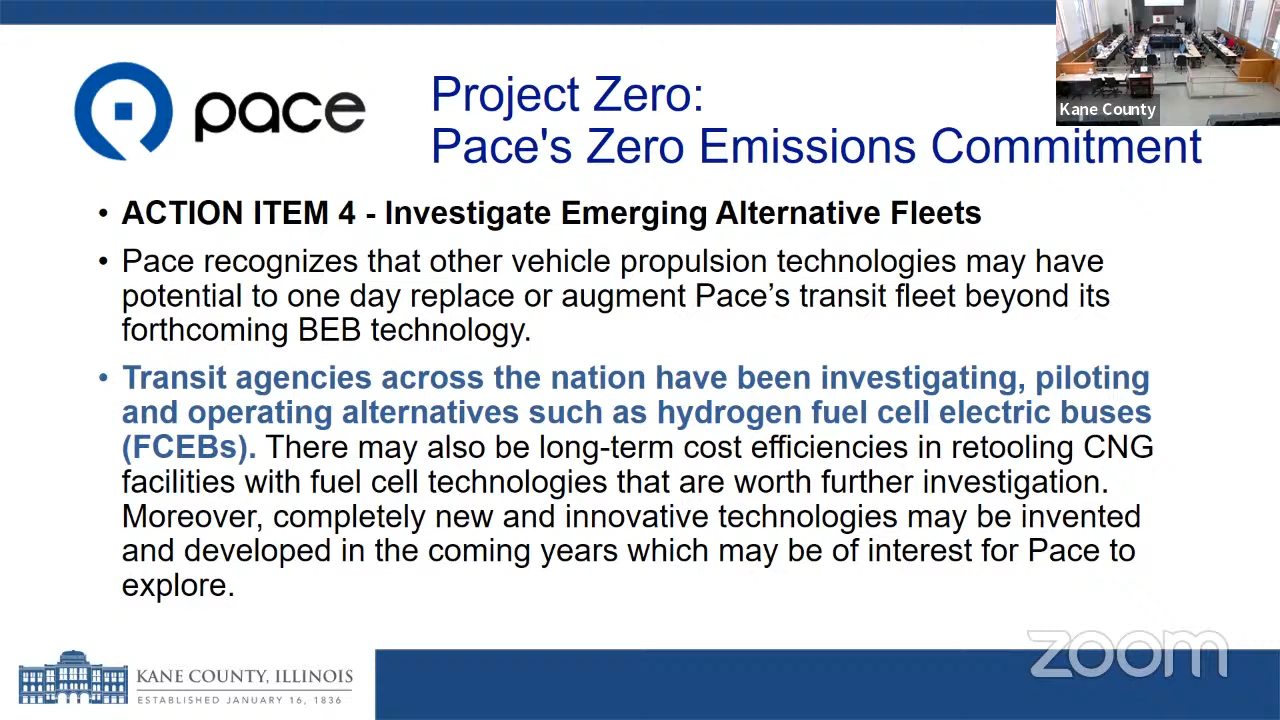 pace
Project Zero:
Pace's Zero Emissions Commitment
Kane County
• ACTION ITEM 4 - Investigate Emerging Alternative Fleets
• Pace recognizes that other vehicle propulsion technologies may have
potential to one day replace or augment Pace’s transit fleet beyond its
forthcoming BEB technology.
• Transit agencies across the nation have been investigating, piloting
and operating alternatives such as hydrogen fuel cell electric buses
(FCEBs). There may also be long-term cost efficiencies in retooling CNG
facilities with fuel cell technologies that are worth further investigation.
Moreover, completely new and innovative technologies may be invented
and developed in the coming years which may be of interest for Pace to
explore.
zoom
KANE COUNTY, ILLINOIS
ESTABLISHED JANUARY 16, 1836